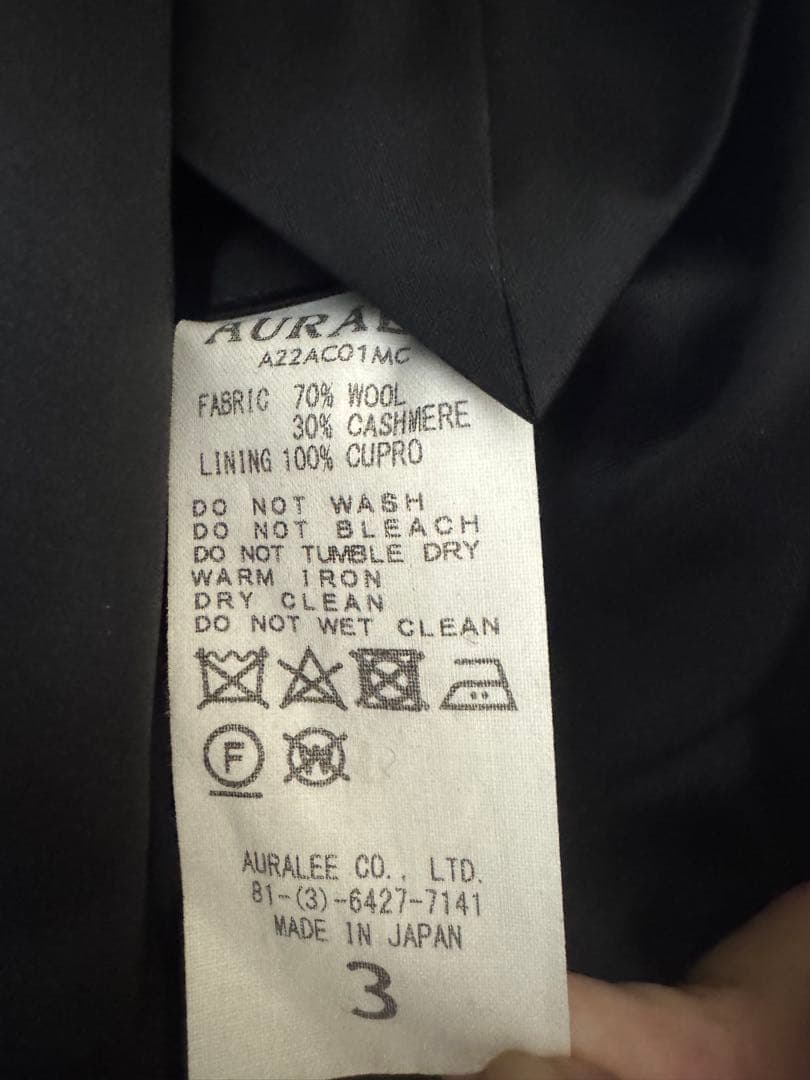 AURALE
A22AC01MC
FABRIC 70% WOOL
30% CASHMERE
LINING 100% CUPRO
DO NOT WASH
DO NOT BLEACH
DO NOT TUMBLE DRY
WARM IRON
DRY CLEAN
DO NOT WET CLEAN
F W
AURALEE CO., LTD.
81-(3)-6427-7141
MADE IN JAPAN
3